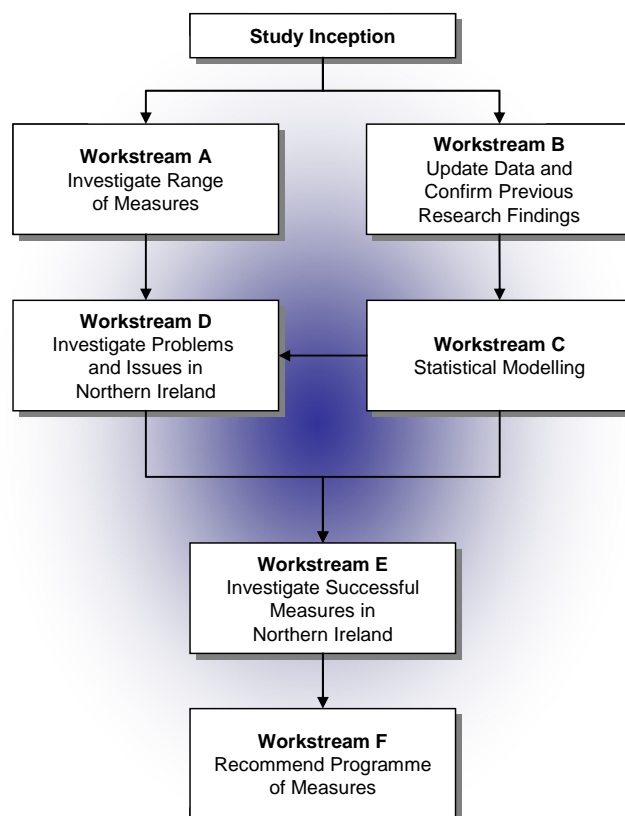 Study Inception
Workstream A
Investigate Range
of Measures
Workstream B
Update Data and
Confirm Previous
Research Findings
Workstream D
Investigate Problems
and Issues in
Northern Ireland
Workstream C
Statistical Modelling
Workstream E
Investigate Successful
Measures in
Northern Ireland
Workstream F
Recommend Programme
of Measures